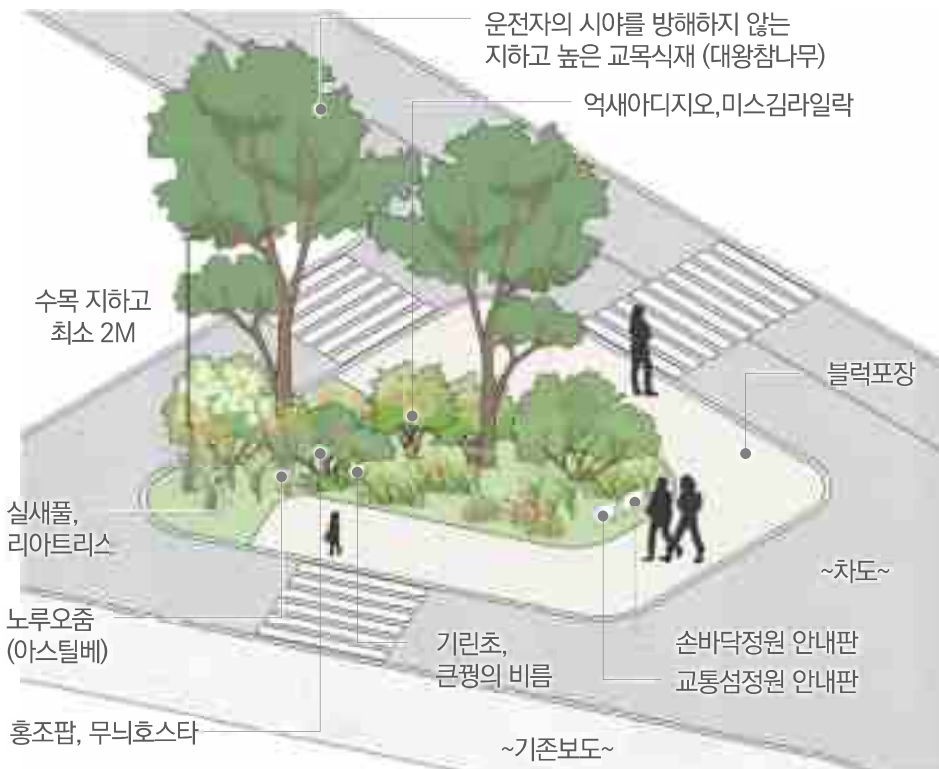 운전자의 시야를 방해하지 않는
지하고 높은 교목식재 (대왕참나무)
억새아디지오,미스김라일락
수목 지하고
최소 2M
블럭포장
실새풀,
리아트리스
~차도~
노루오줌
(아스틸베)
기린초,
큰꿩의 비름
손바닥정원 안내판
교통섬정원 안내판
홍조팝, 무늬호스타
~기존보도~